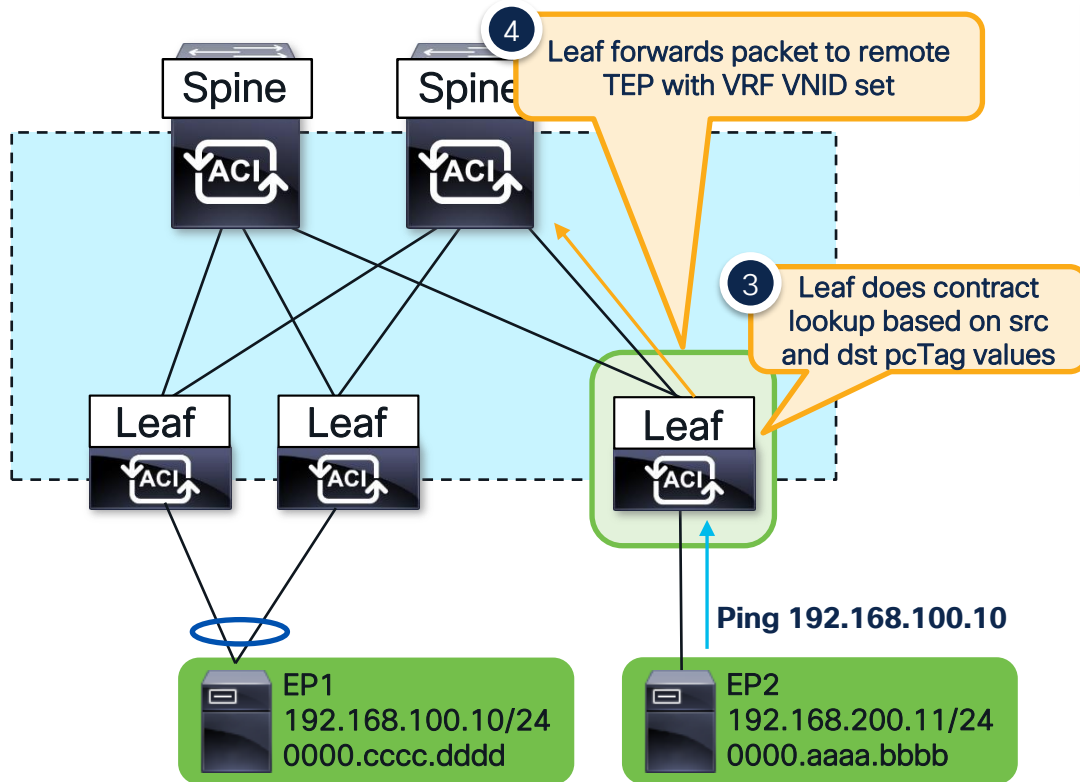 4
Leaf forwards packet to remote
TEP with VRF VNID set
Spine
Spine
ACI
ACI
3
Leaf does contract
lookup based on src
and dst pcTag values
Leaf
Leaf
Leaf
ACI
ACI
ACI
Ping 192.168.100.10
EP1
192.168.100.10/24
0000.cccc.dddd
EP2
192.168.200.11/24
0000.aaaa.bbbb